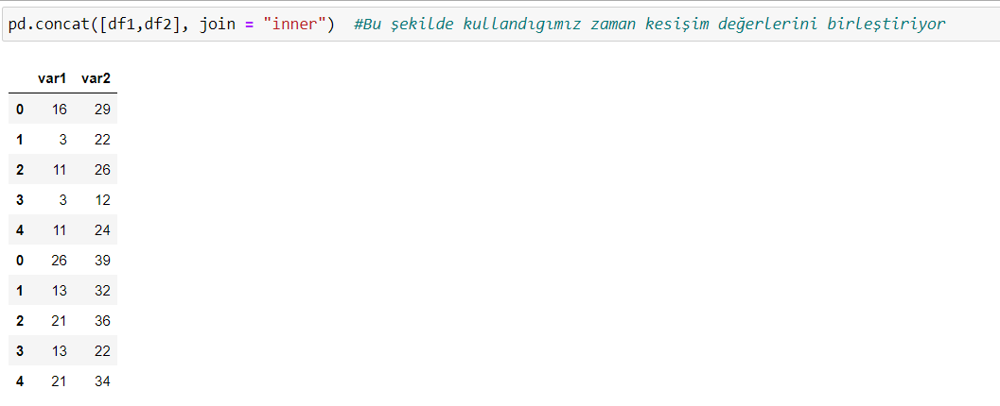 pd.concat([df1,df2], join = "inner")  #Bu şekilde kullandıgımız zaman kesişim değerlerini birleştiriyor
var1 var2
0 16 29
1 3 22
2 11 26
3 3 12
4 11 24
0 26 39
1 13 32
2 21 36
3 13 22
4 21 34